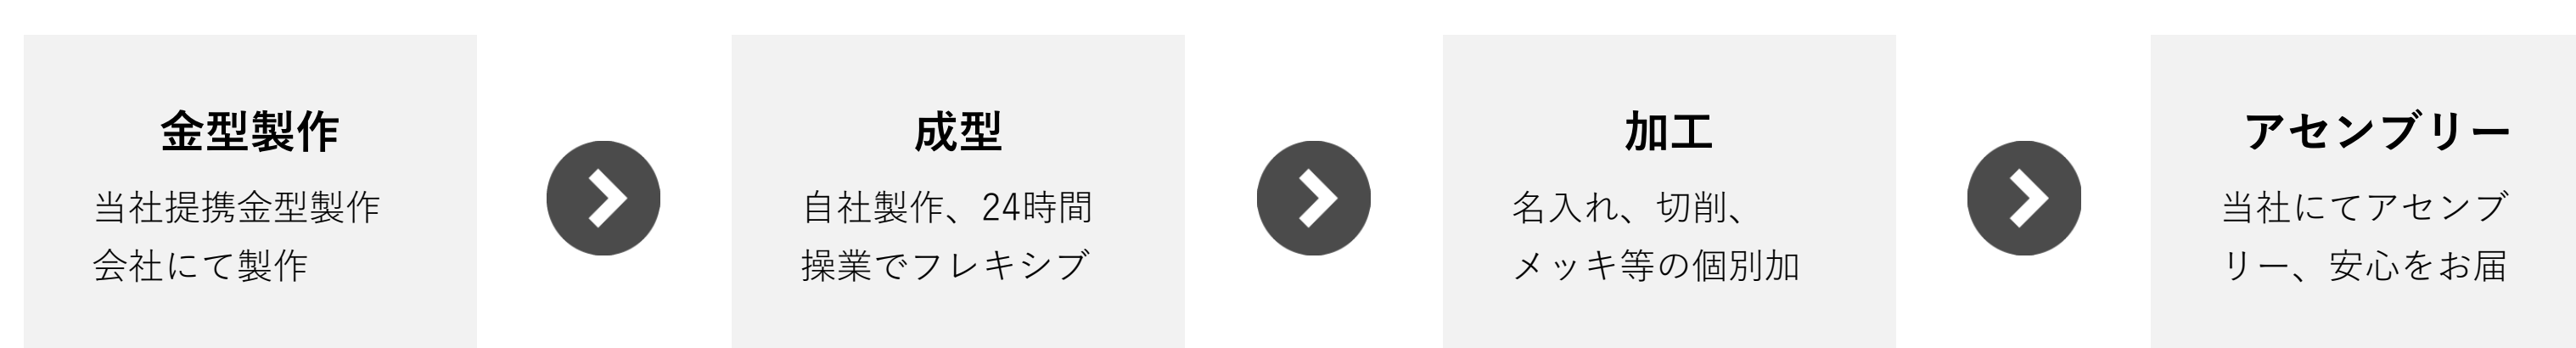 金型製作
当社提携金型製作
会社にて製作
成型
自社製作、24時間
操業でフレキシブ
加工
名入れ、切削、
メッキ等の個別加
アセンブリー
当社にてアセンブ
リー、安心をお届